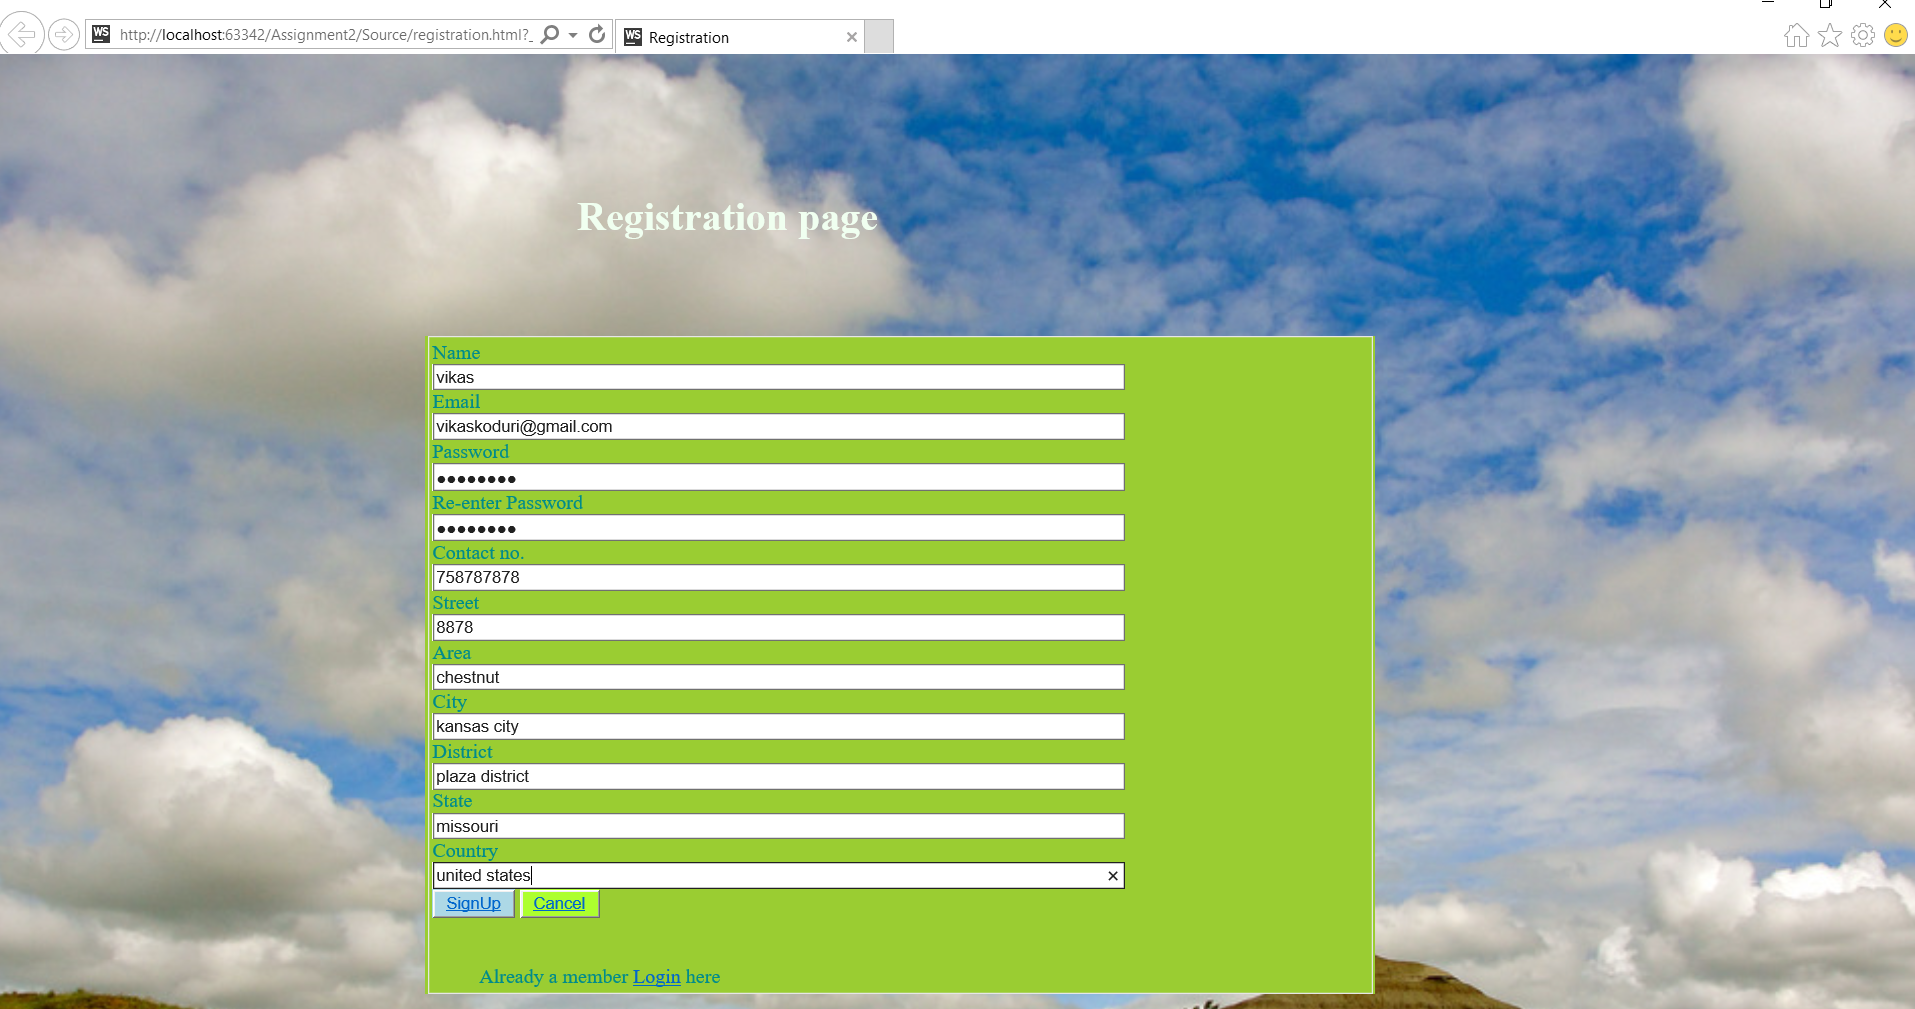 WS http://localhost:63342/Assignment2/Source/registration.html?_ WS Registration
Registration page
Name
vikas
Email
vikaskoduri@gmail.com
Password
●●●●●●●●
Re-enter Password
●●●●●●●●
Contact no.
758787878
Street
8878
Area
chestnut
City
kansas city
District
plaza district
State
missouri
Country
united states
SignUp Cancel
Already a member Login here